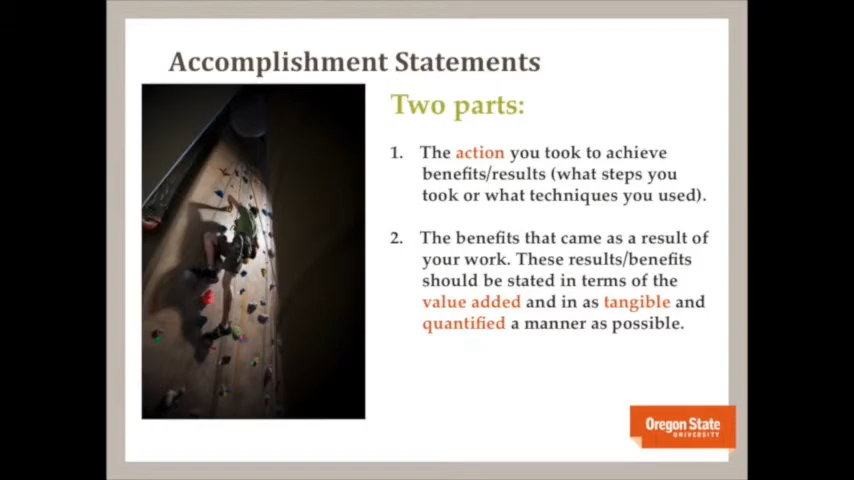 Accomplishment Statements
Two parts:
1. The action you took to achieve
benefits/results (what steps you
took or what techniques you used).
2. The benefits that came as a result of
your work. These results/benefits
should be stated in terms of the
value added and in as tangible and
quantified a manner as possible.
Oregon State
UNIVERSITY